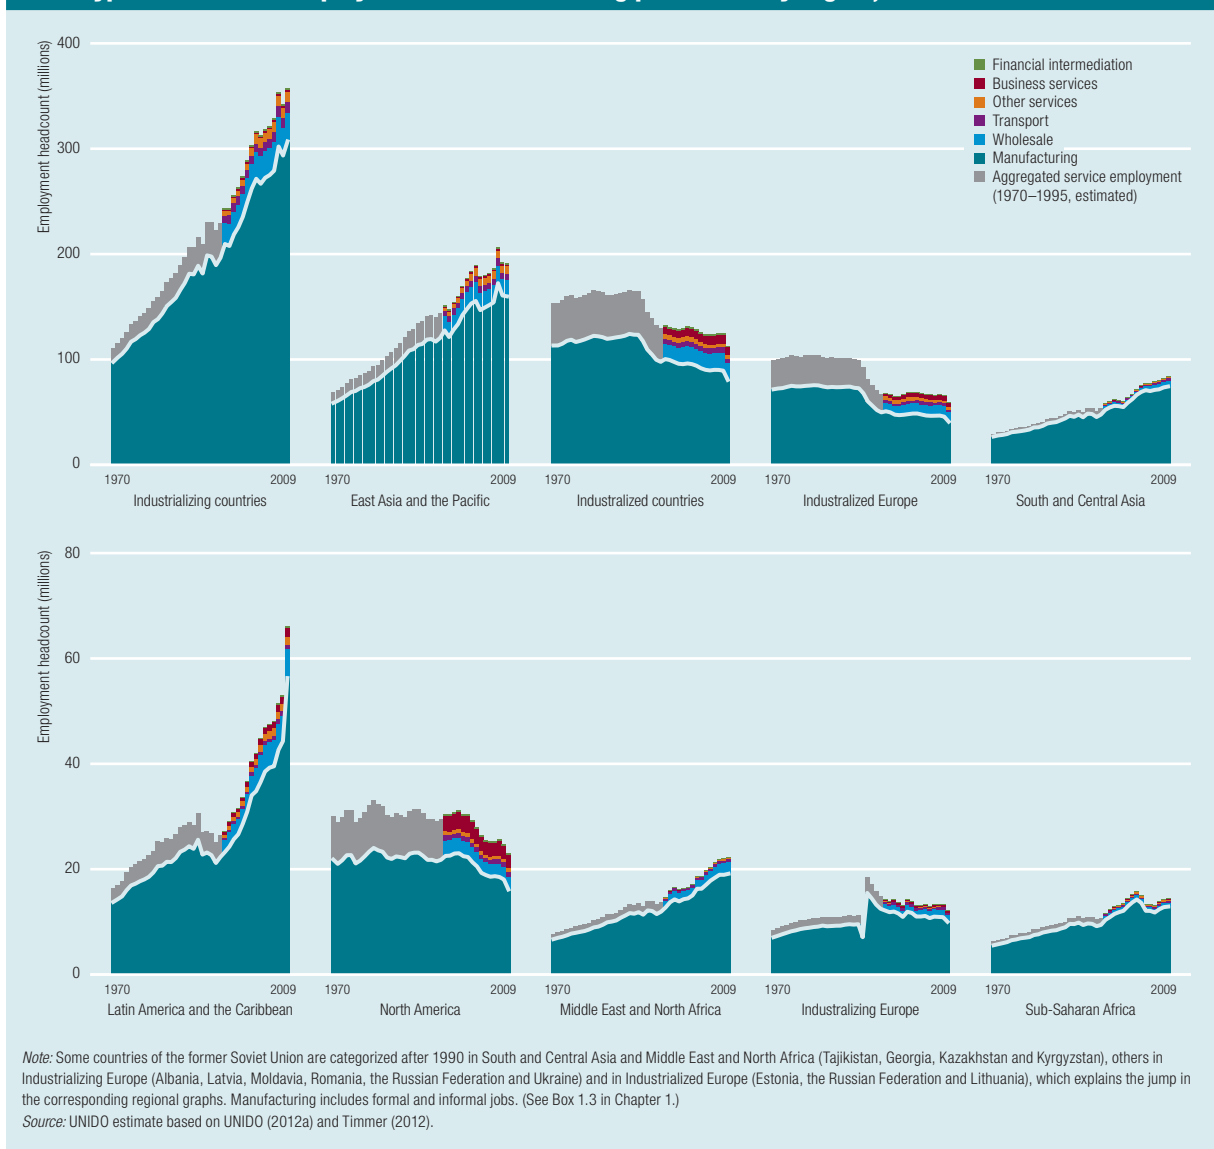 400
300
200
100
0
Employment headcount (millions)
Financial intermediation
Business services
Other services
Transport
Wholesale
Manufacturing
Aggregated service employment
(1970–1995, estimated)
1970 2009 1970 2009 1970 2009 1970 2009 1970 2009
Industrializing countries East Asia and the Pacific Industralized countries Industralized Europe South and Central Asia
80
60
40
20
0
Employment headcount (millions)
1970 2009 1970 2009 1970 2009 1970 2009 1970 2009
Latin America and the Caribbean North America Middle East and North Africa Industralizing Europe Sub-Saharan Africa
Note: Some countries of the former Soviet Union are categorized after 1990 in South and Central Asia and Middle East and North Africa (Tajikistan, Georgia, Kazakhstan and Kyrgyzstan), others in
Industrializing Europe (Albania, Latvia, Moldavia, Romania, the Russian Federation and Ukraine) and in Industrialized Europe (Estonia, the Russian Federation and Lithuania), which explains the jump in
the corresponding regional graphs. Manufacturing includes formal and informal jobs. (See Box 1.3 in Chapter 1.)
Source: UNIDO estimate based on UNIDO (2012a) and Timmer (2012).